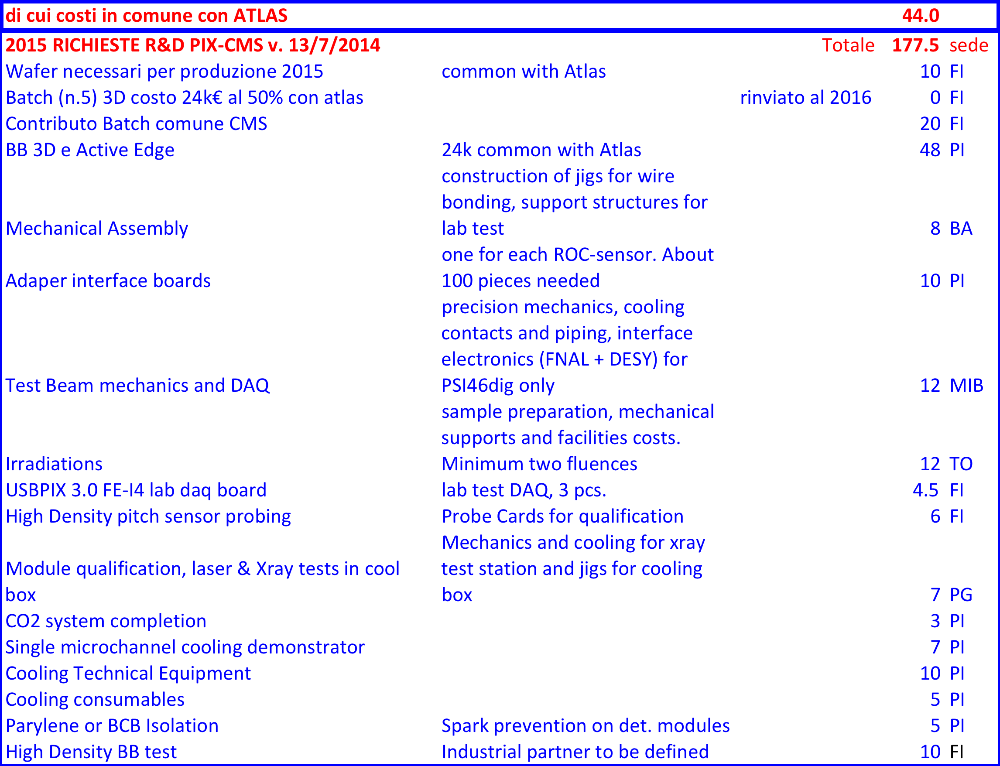 di cui costi in comune con ATLAS 44.0
2015 RICHIESTE R&D PIX-CMS v. 13/7/2014 Totale 177.5 sede
Wafer necessari per produzione 2015 common with Atlas 10 FI
Batch (n.5) 3D costo 24k€ al 50% con atlas rinviato al 2016 0 FI
Contributo Batch comune CMS 20 FI
BB 3D e Active Edge 24k common with Atlas 48 PI
construction of jigs for wire
bonding, support structures for
Mechanical Assembly lab test 8 BA
one for each ROC-sensor. About
Adaper interface boards 100 pieces needed 10 PI
precision mechanics, cooling
contacts and piping, interface
electronics (FNAL + DESY) for
Test Beam mechanics and DAQ PSI46dig only 12 MIB
sample preparation, mechanical
supports and facilities costs.
Irradiations Minimum two fluences 12 TO
USBPIX 3.0 FE-I4 lab daq board lab test DAQ, 3 pcs. 4.5 FI
High Density pitch sensor probing Probe Cards for qualification 6 FI
Mechanics and cooling for xray
Module qualification, laser & Xray tests in cool test station and jigs for cooling
box box 7 PG
CO2 system completion 3 PI
Single microchannel cooling demonstrator 7 PI
Cooling Technical Equipment 10 PI
Cooling consumables 5 PI
Parylene or BCB Isolation Spark prevention on det. modules 5 PI
High Density BB test Industrial partner to be defined 10 FI